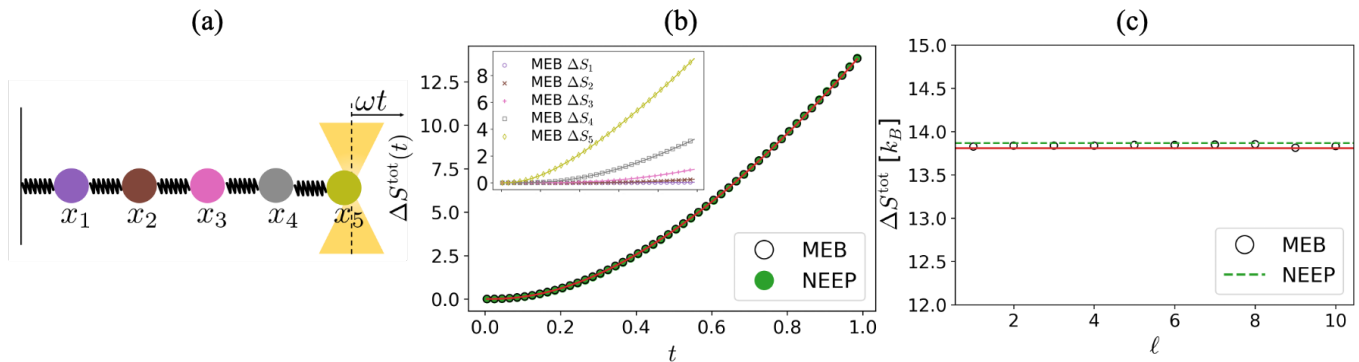 (a)
ωt
x₁ x₂ x₃ x₄ x₅
(b)
ΔS^tot(t)
12.5
10.0
7.5
5.0
2.5
0.0
0.0 0.2 0.4 0.6 0.8 1.0
t
8
6
4
2
0
MEB ΔS₁
MEB ΔS₂
MEB ΔS₃
MEB ΔS₄
MEB ΔS₅
MEB
NEEP
(c)
ΔS^tot [k_B]
15.0
14.5
14.0
13.5
13.0
12.5
12.0
2 4 6 8 10
ℓ
MEB
NEEP